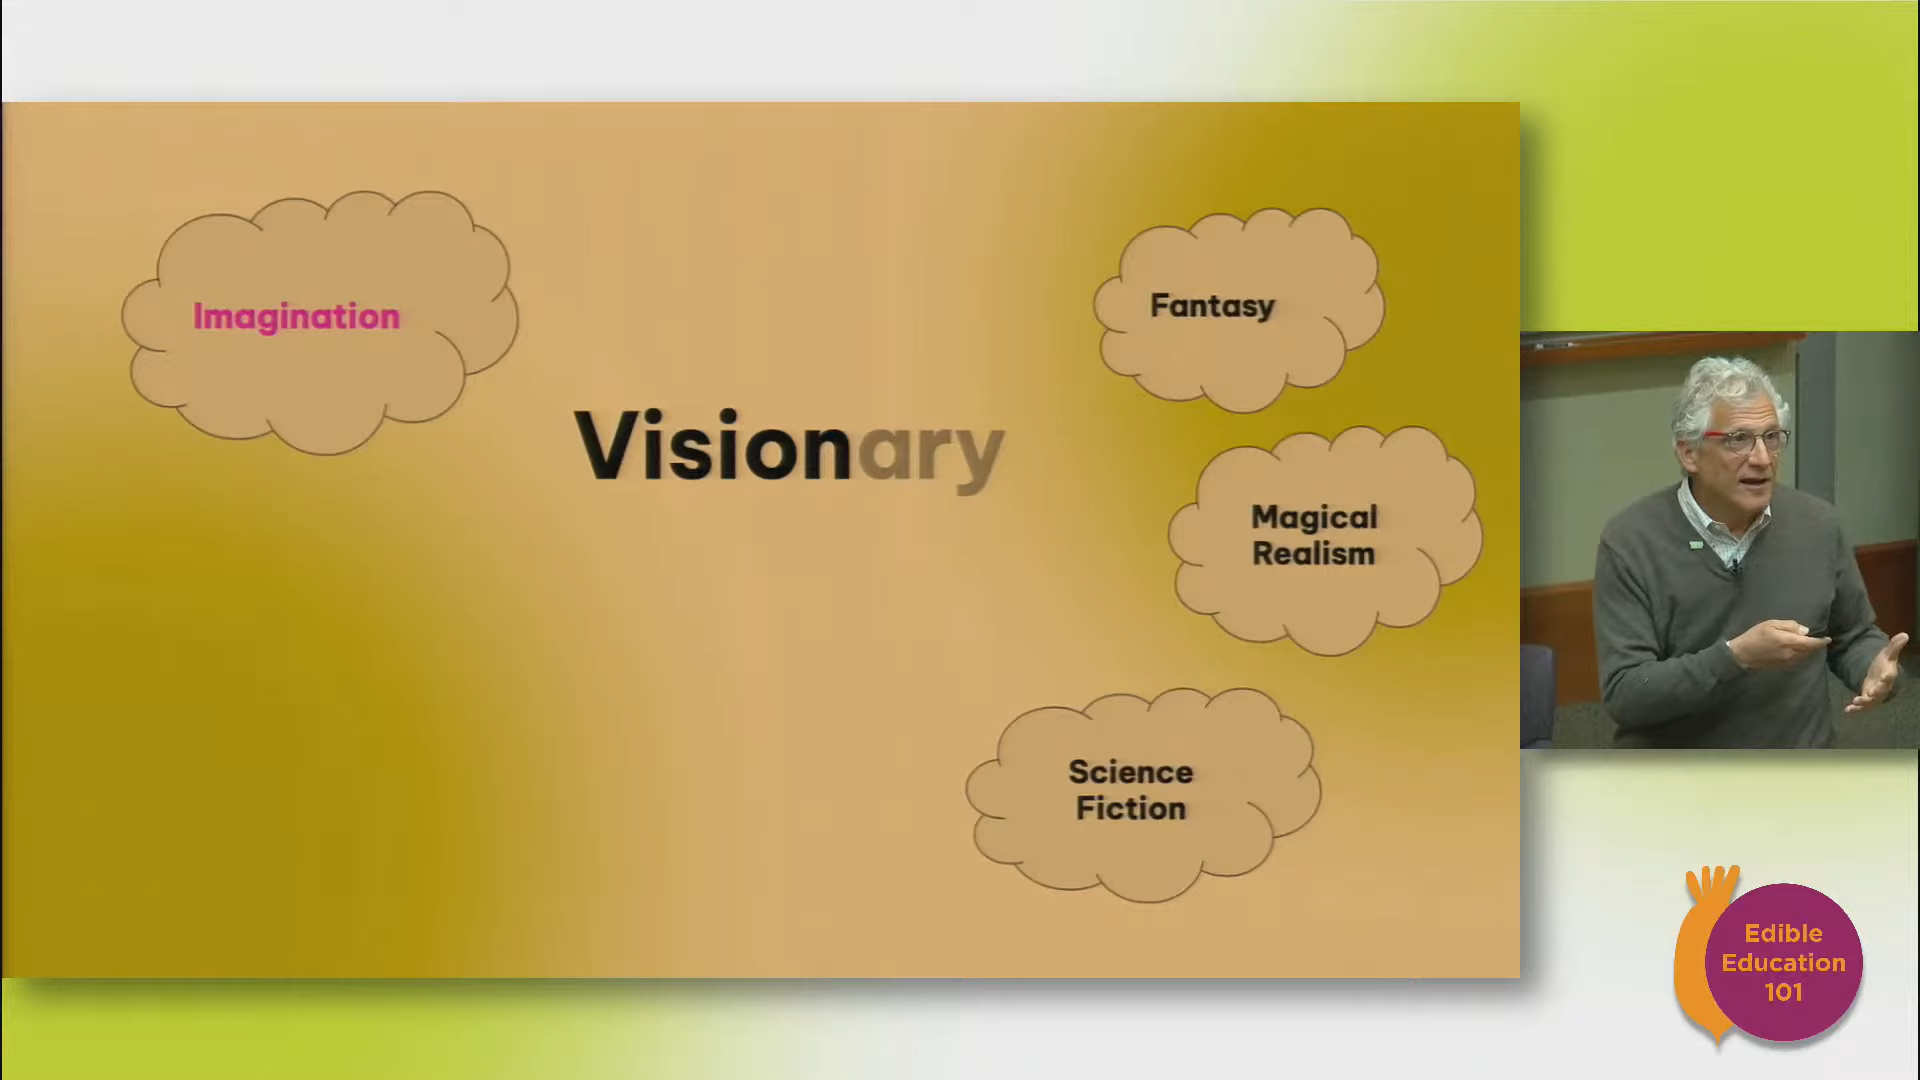 Imagination
Visionary
Fantasy
Magical
Realism
Science
Fiction
Edible
Education
101